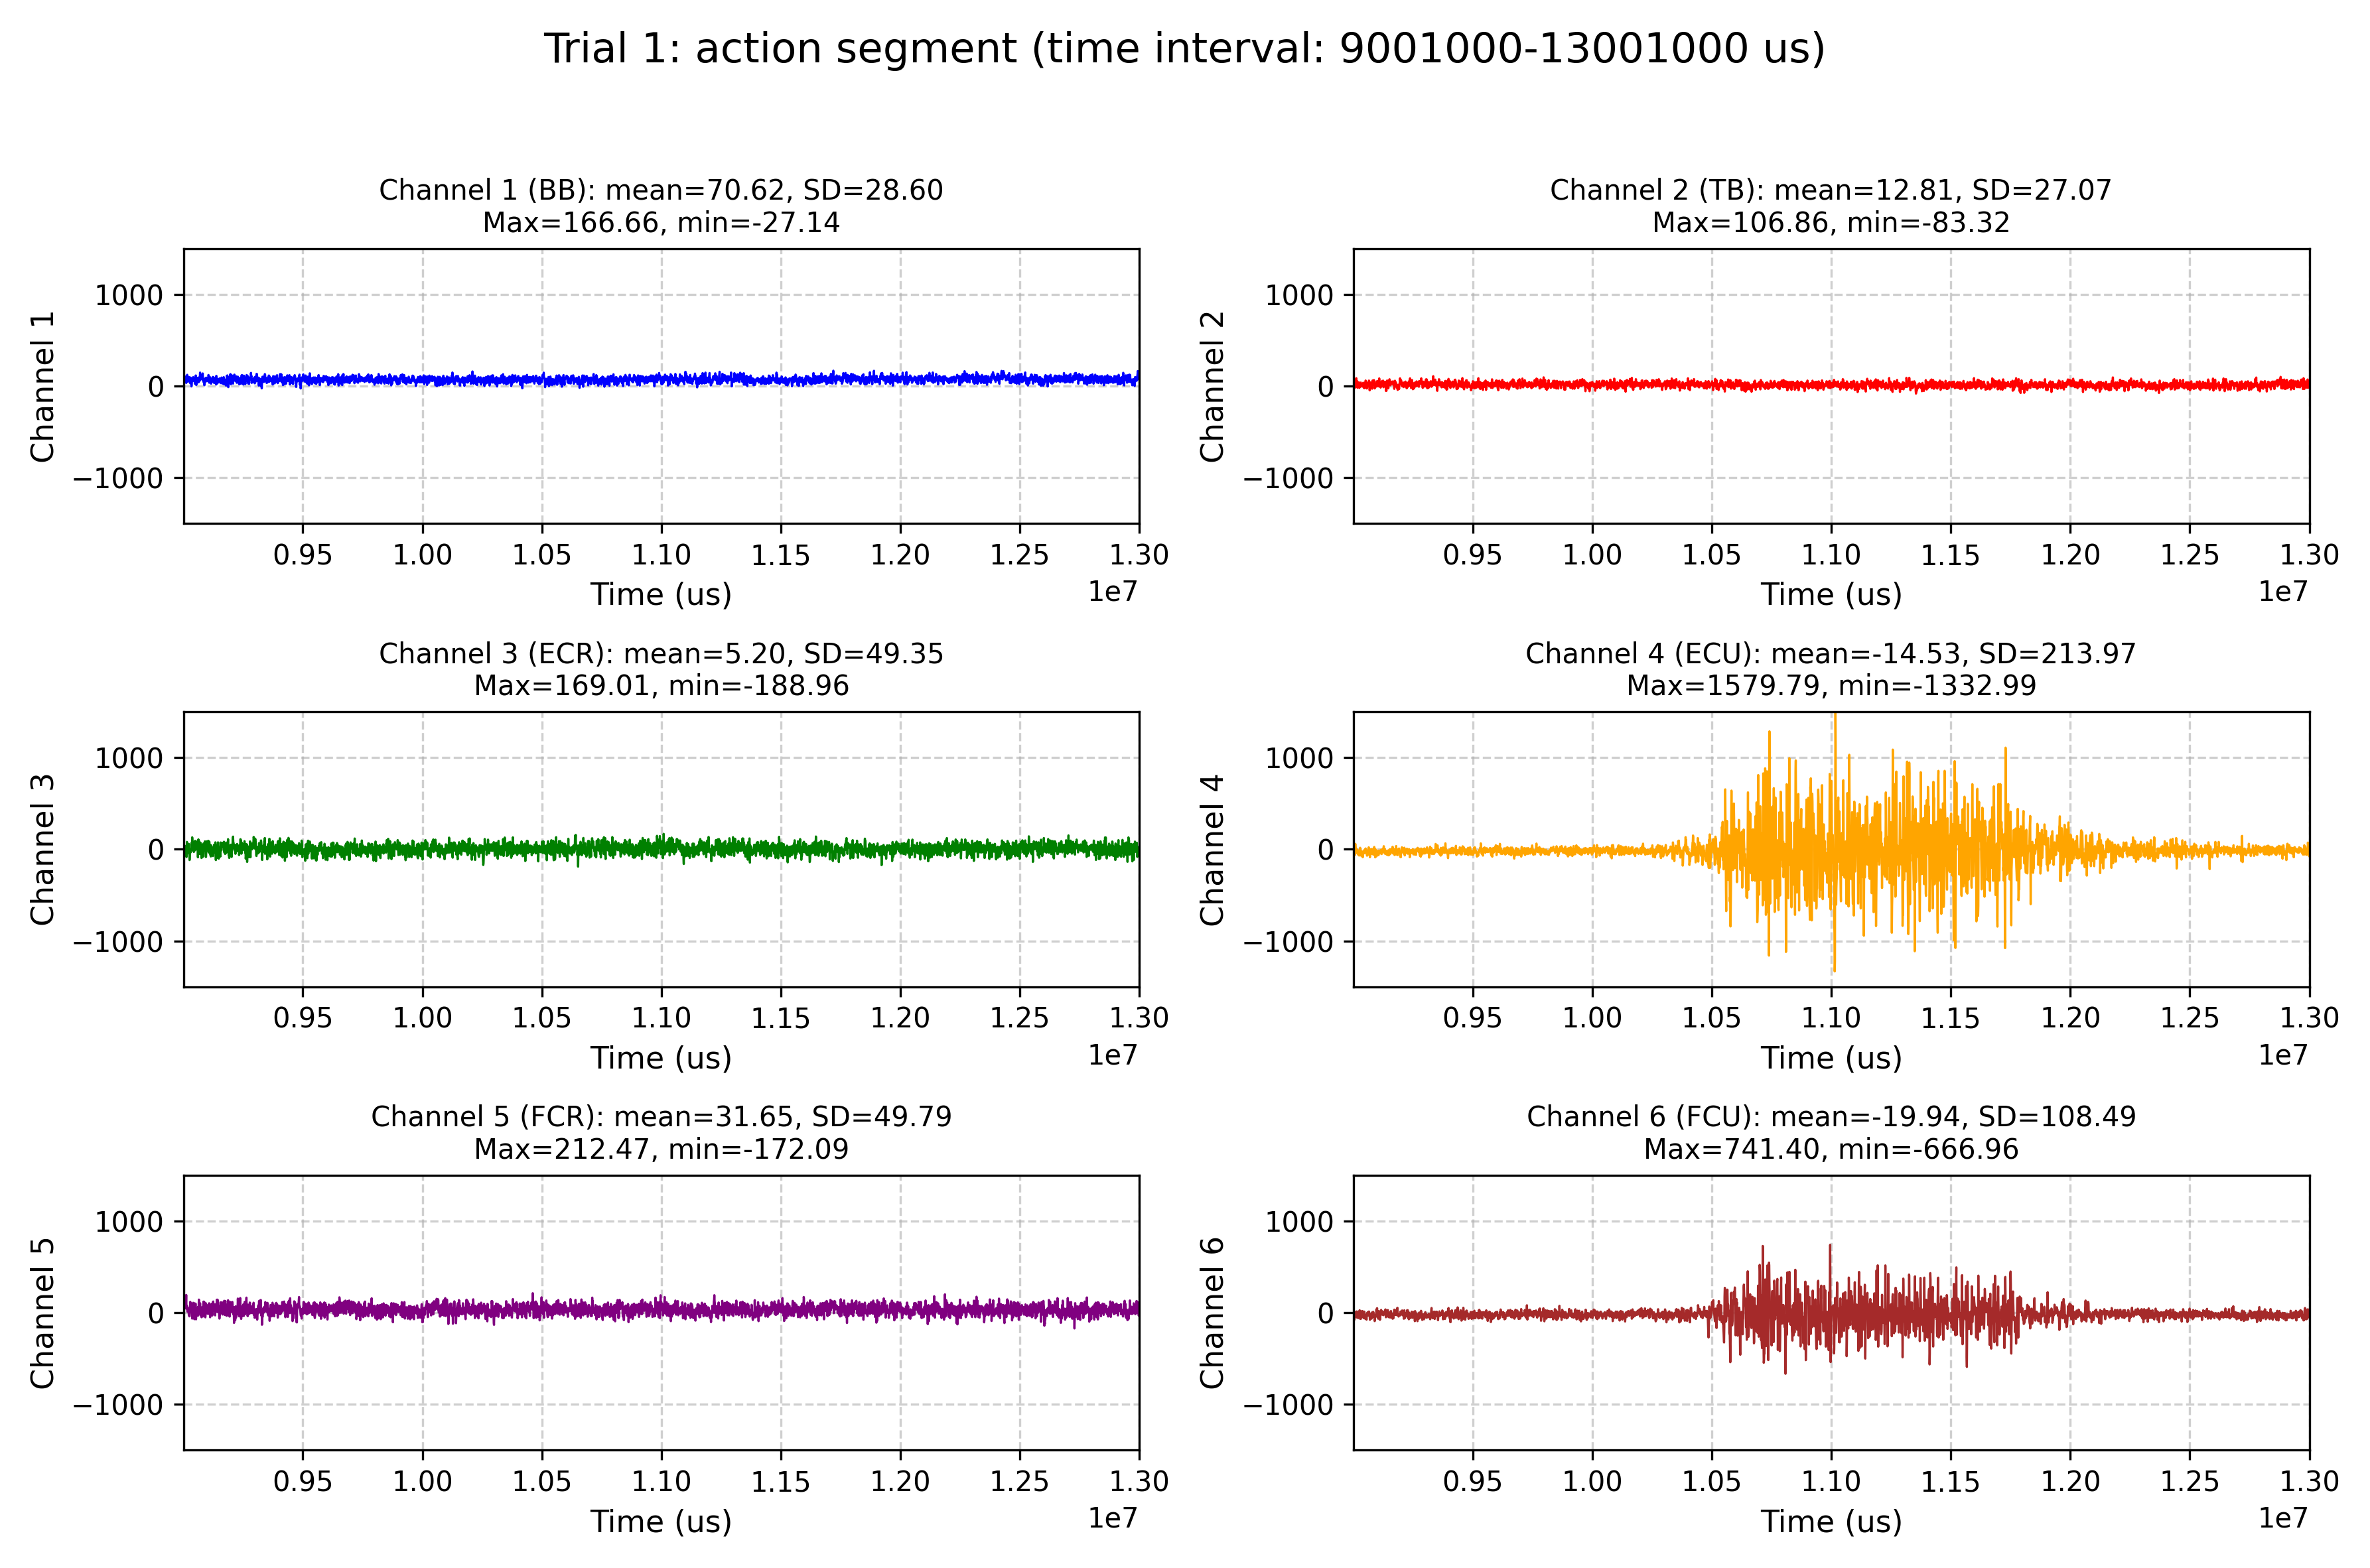 Trial 1: action segment (time interval: 9001000-13001000 us)
Channel 1 (BB): mean=70.62, SD=28.60
Max=166.66, min=-27.14
Channel 1
1000
0
−1000
0.95 1.00 1.05 1.10 1.15 1.20 1.25 1.30
Time (us)
1e7
Channel 2 (TB): mean=12.81, SD=27.07
Max=106.86, min=-83.32
Channel 2
1000
0
−1000
0.95 1.00 1.05 1.10 1.15 1.20 1.25 1.30
Time (us)
1e7
Channel 3 (ECR): mean=5.20, SD=49.35
Max=169.01, min=-188.96
Channel 3
1000
0
−1000
0.95 1.00 1.05 1.10 1.15 1.20 1.25 1.30
Time (us)
1e7
Channel 4 (ECU): mean=-14.53, SD=213.97
Max=1579.79, min=-1332.99
Channel 4
1000
0
−1000
0.95 1.00 1.05 1.10 1.15 1.20 1.25 1.30
Time (us)
1e7
Channel 5 (FCR): mean=31.65, SD=49.79
Max=212.47, min=-172.09
Channel 5
1000
0
−1000
0.95 1.00 1.05 1.10 1.15 1.20 1.25 1.30
Time (us)
1e7
Channel 6 (FCU): mean=-19.94, SD=108.49
Max=741.40, min=-666.96
Channel 6
1000
0
−1000
0.95 1.00 1.05 1.10 1.15 1.20 1.25 1.30
Time (us)
1e7